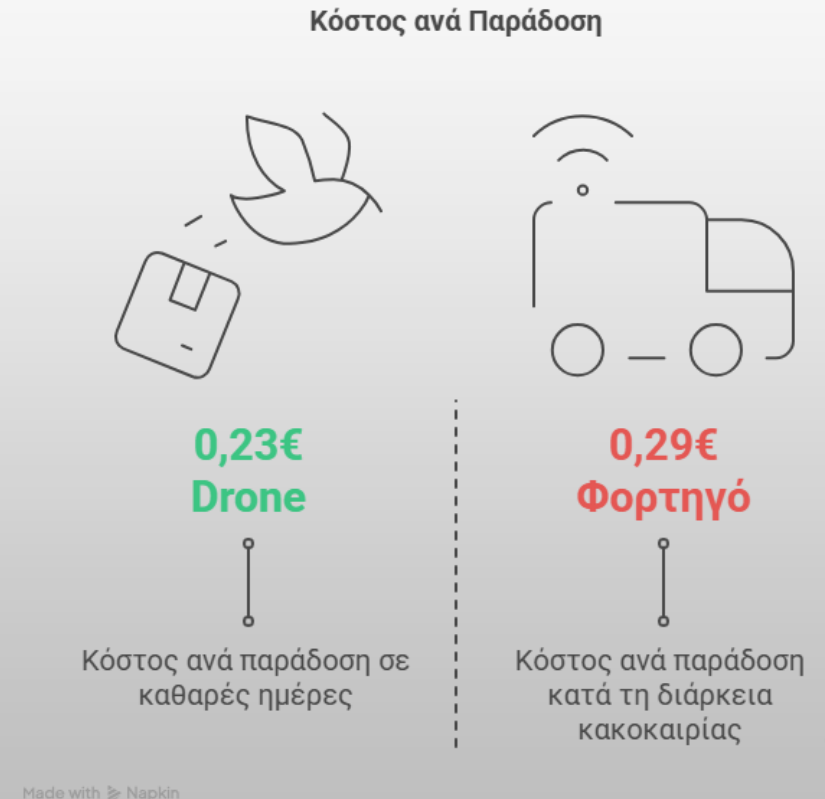 Κόστος ανά Παράδοση
0,23€
Drone
Κόστος ανά παράδοση σε
καθαρές ημέρες
0,29€
Φορτηγό
Κόστος ανά παράδοση
κατά τη διάρκεια
κακοκαιρίας
Made with Napkin